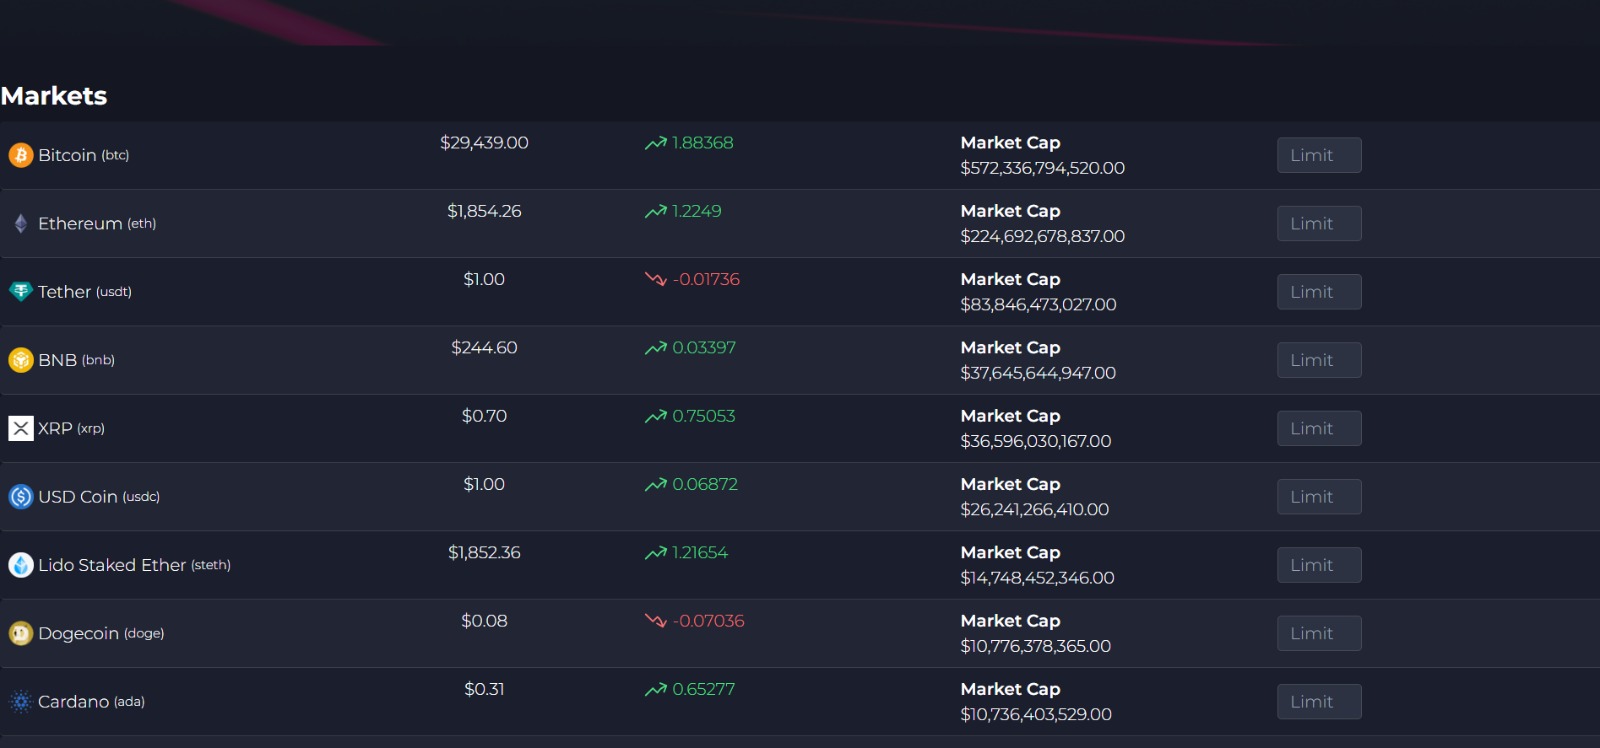 Markets
Bitcoin (btc) $29,439.00 1.88368 Market Cap
$572,336,794,520.00 Limit
Ethereum (eth) $1,854.26 1.2249 Market Cap
$224,692,678,837.00 Limit
Tether (usdt) $1.00 -0.01736 Market Cap
$83,846,473,027.00 Limit
BNB (bnb) $244.60 0.03397 Market Cap
$37,645,644,947.00 Limit
XRP (xrp) $0.70 0.75053 Market Cap
$36,596,030,167.00 Limit
USD Coin (usdc) $1.00 0.06872 Market Cap
$26,241,266,410.00 Limit
Lido Staked Ether (steth) $1,852.36 1.21654 Market Cap
$14,748,452,346.00 Limit
Dogecoin (doge) $0.08 -0.07036 Market Cap
$10,776,378,365.00 Limit
Cardano (ada) $0.31 0.65277 Market Cap
$10,736,403,529.00 Limit